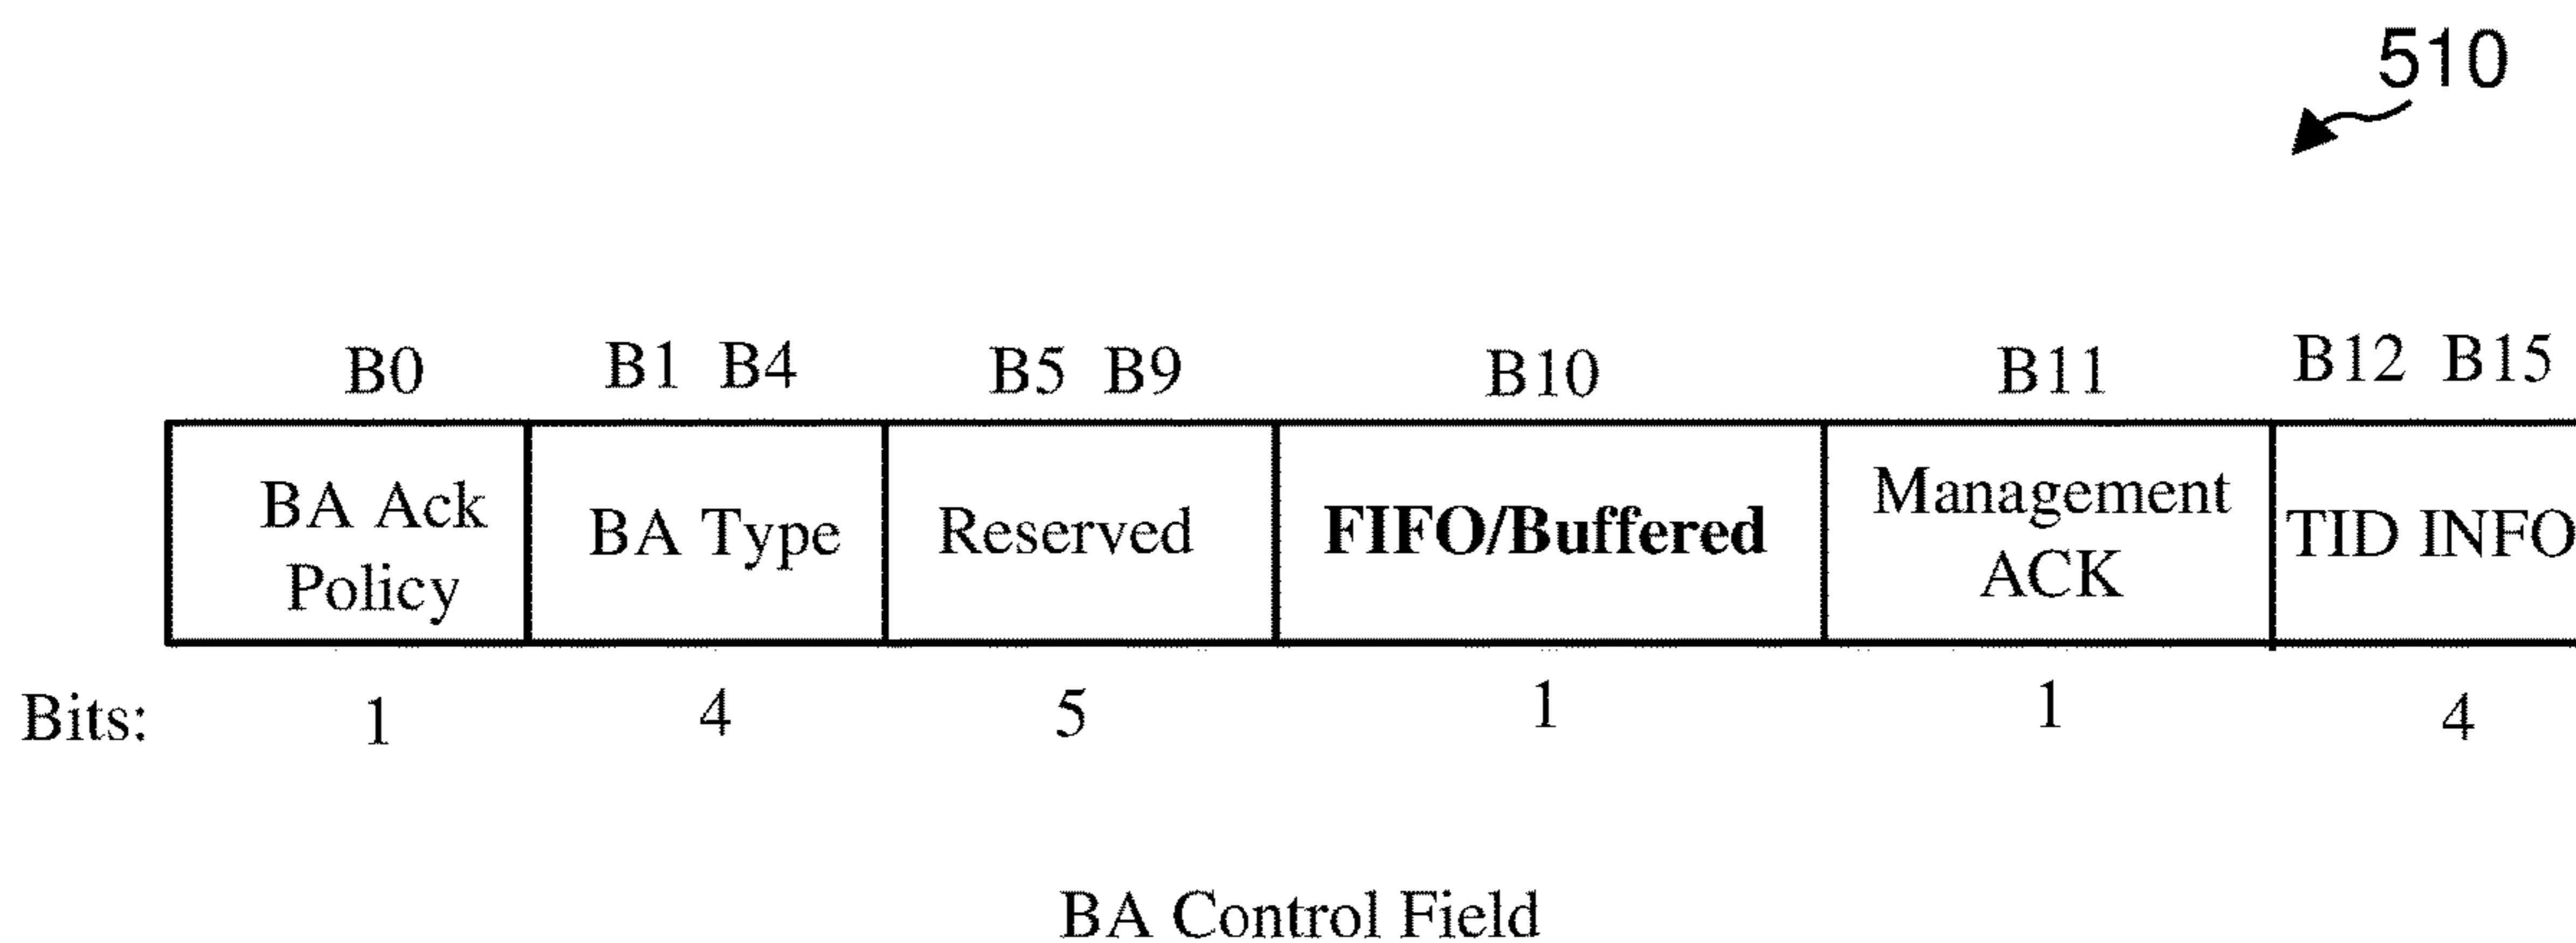 510
B0 B1 B4 B5 B9 B10 B11 B12 B15
BA Ack Policy BA Type Reserved FIFO/Buffered Management ACK TID INFO
Bits: 1 4 5 1 1 4
BA Control Field